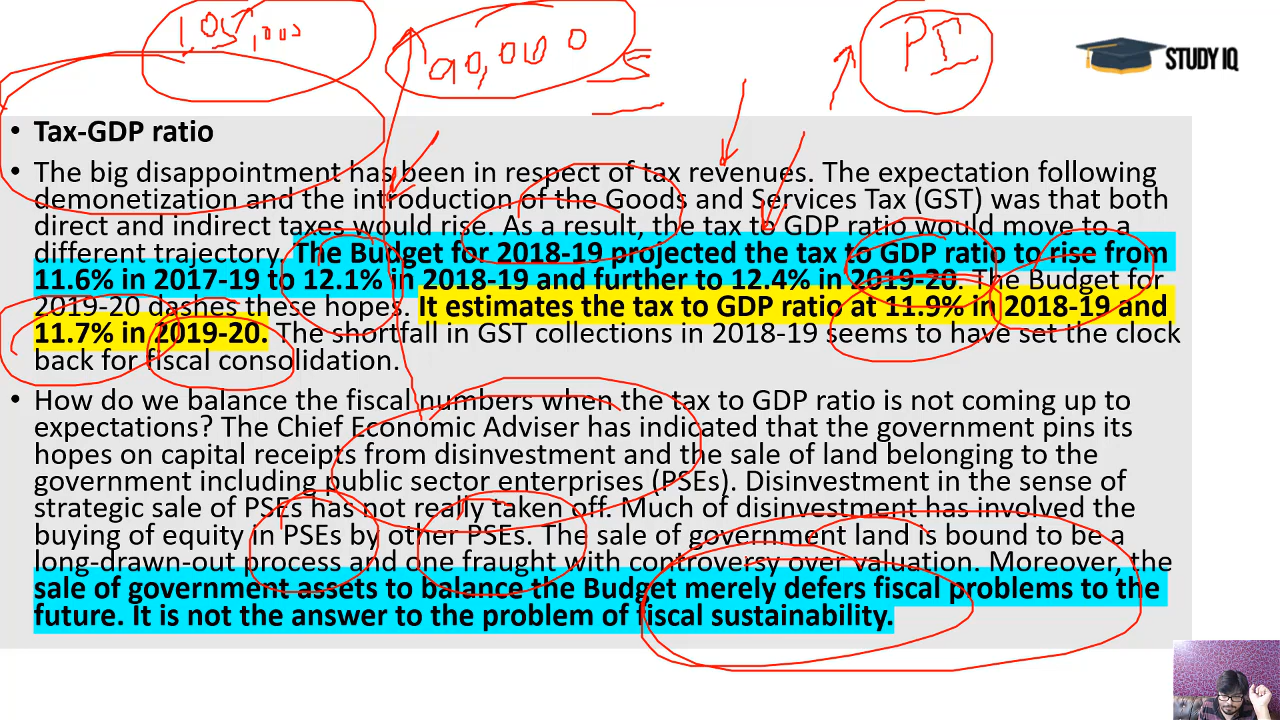 1,05,000
90,000
PI
STUDY IQ
• Tax-GDP ratio
• The big disappointment has been in respect of tax revenues. The expectation following
demonetization and the introduction of the Goods and Services Tax (GST) was that both
direct and indirect taxes would rise. As a result, the tax to GDP ratio would move to a
different trajectory. The Budget for 2018-19 projected the tax to GDP ratio to rise from
11.6% in 2017-19 to 12.1% in 2018-19 and further to 12.4% in 2019-20. The Budget for
2019-20 dashes these hopes. It estimates the tax to GDP ratio at 11.9% in 2018-19 and
11.7% in 2019-20. The shortfall in GST collections in 2018-19 seems to have set the clock
back for fiscal consolidation.
• How do we balance the fiscal numbers when the tax to GDP ratio is not coming up to
expectations? The Chief Economic Adviser has indicated that the government pins its
hopes on capital receipts from disinvestment and the sale of land belonging to the
government including public sector enterprises (PSEs). Disinvestment in the sense of
strategic sale of PSEs has not really taken off. Much of disinvestment has involved the
buying of equity in PSEs by other PSEs. The sale of government land is bound to be a
long-drawn-out process and one fraught with controversy over valuation. Moreover, the
sale of government assets to balance the Budget merely defers fiscal problems to the
future. It is not the answer to the problem of fiscal sustainability.